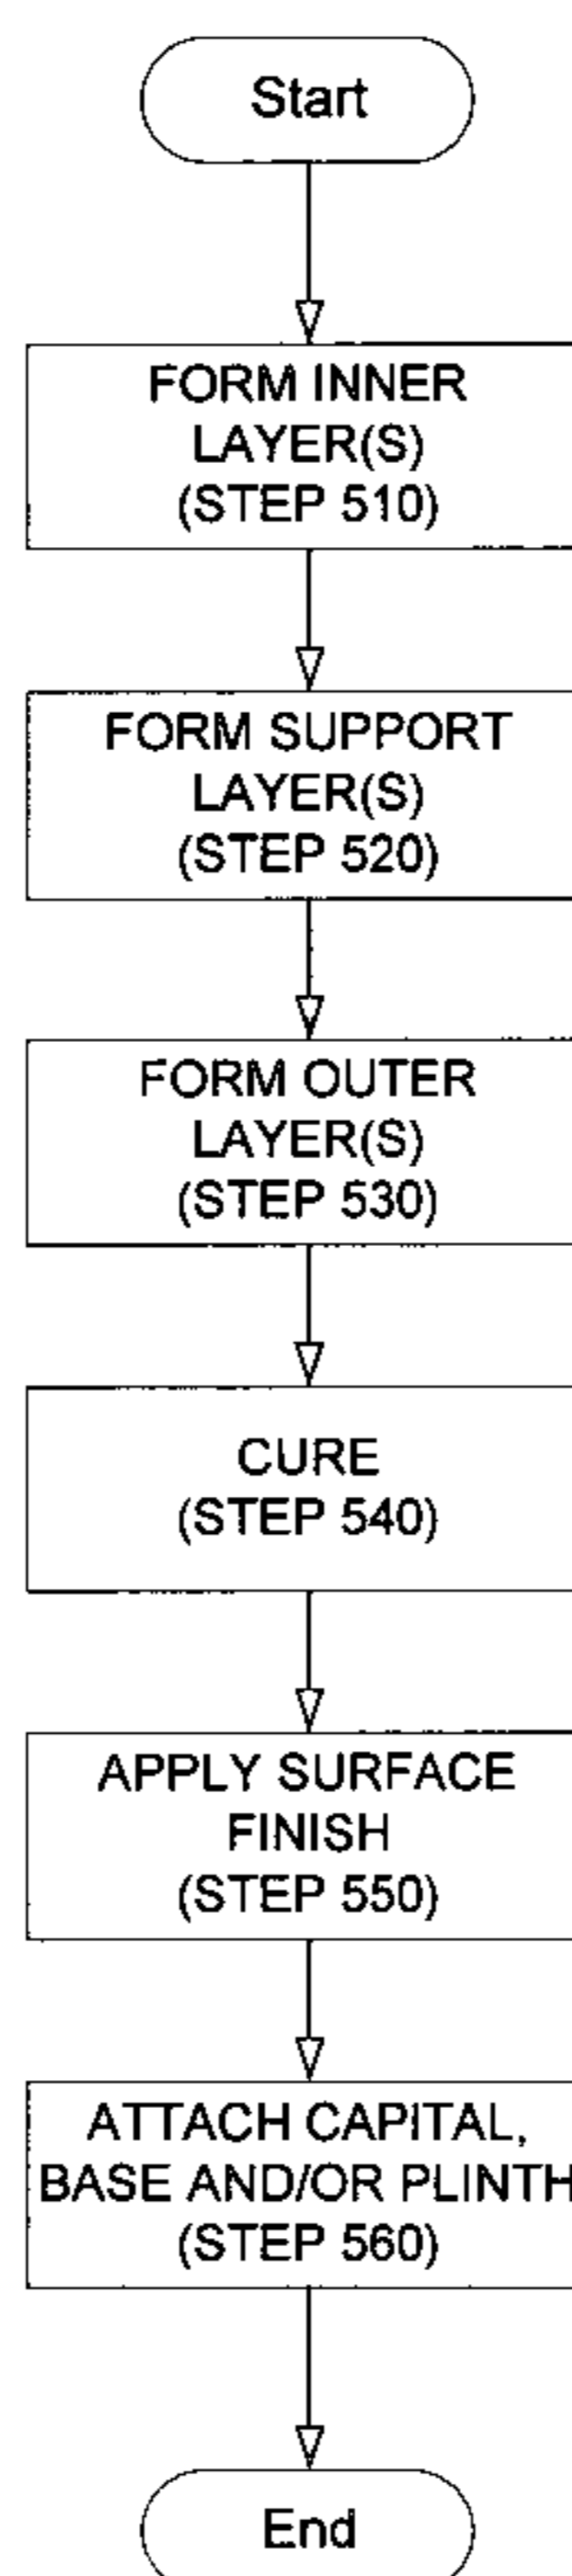 Start
FORM INNER
LAYER(S)
(STEP 510)
FORM SUPPORT
LAYER(S)
(STEP 520)
FORM OUTER
LAYER(S)
(STEP 530)
CURE
(STEP 540)
APPLY SURFACE
FINISH
(STEP 550)
ATTACH CAPITAL,
BASE AND/OR PLINTH
(STEP 560)
End